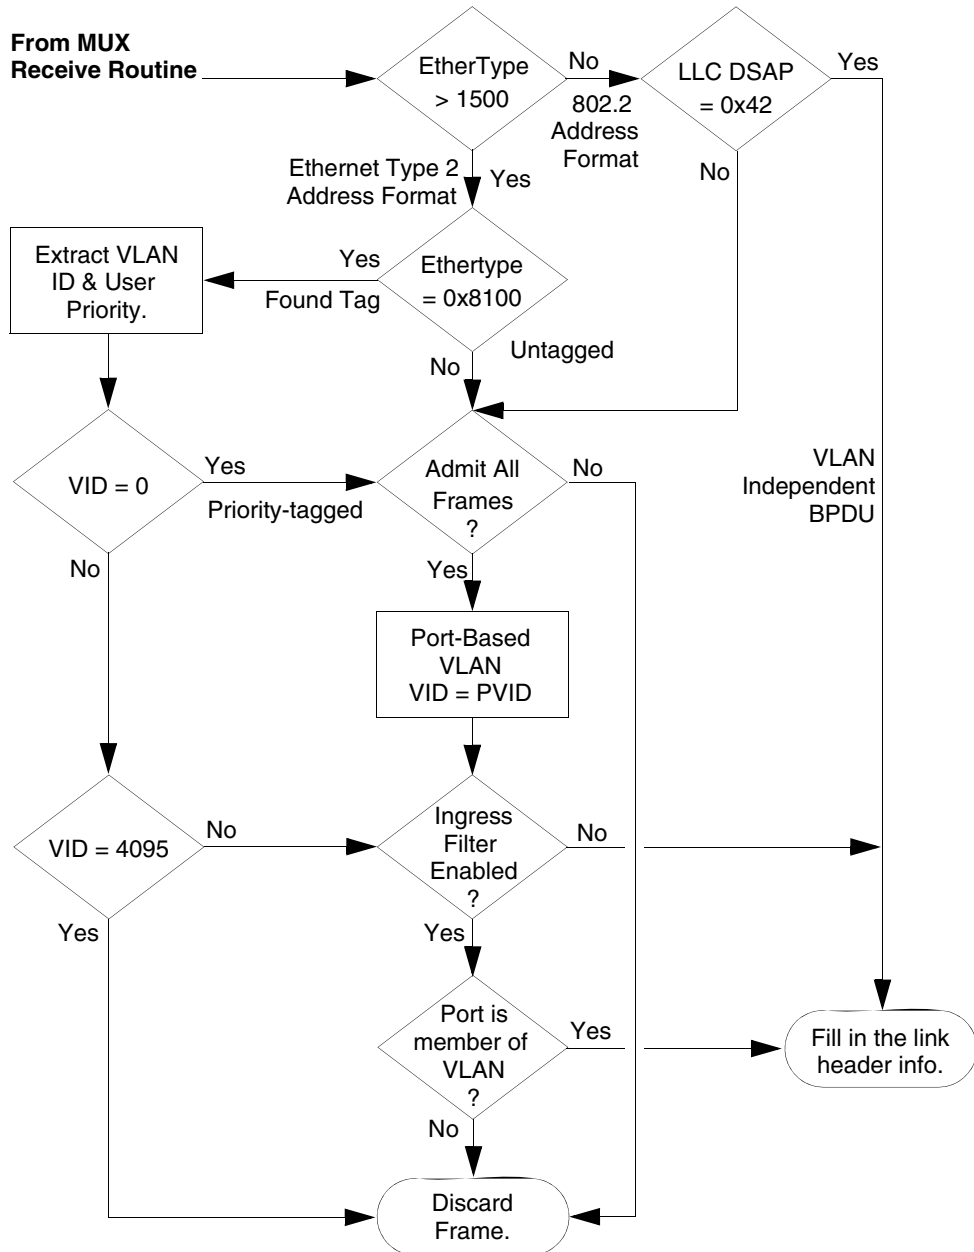 From MUX
Receive Routine
EtherType
> 1500
No
802.2
Address
Format
LLC DSAP
= 0x42
Yes
No
Ethernet Type 2
Address Format
Yes
Extract VLAN
ID & User
Priority.
Yes
Found Tag
Ethertype
= 0x8100
No
Untagged
VID = 0
Yes
Priority-tagged
Admit All
Frames
?
No
VLAN
Independent
BPDU
No
Yes
Port-Based
VLAN
VID = PVID
VID = 4095
No
Ingress
Filter
Enabled
?
No
Yes
Yes
Port is
member of
VLAN
?
Yes
Fill in the link
header info.
No
Discard
Frame.